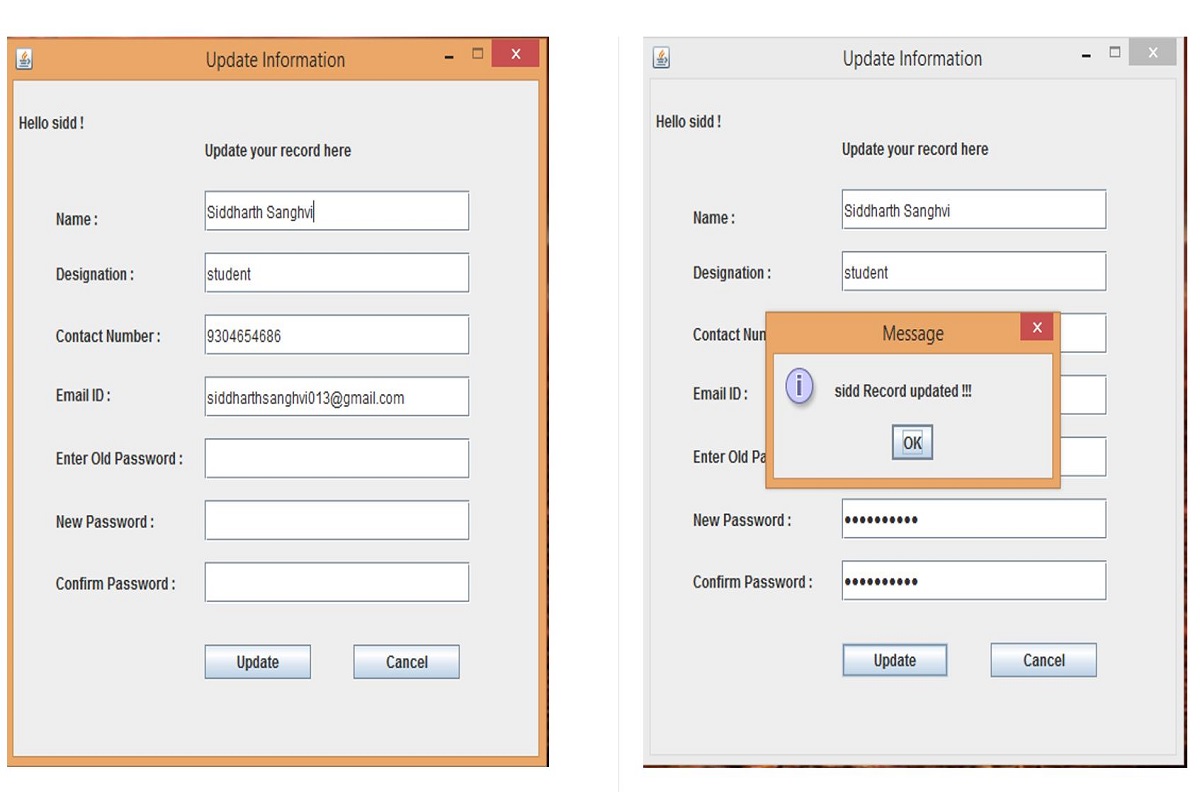 Update Information
Hello sidd !
Update your record here
Name : Siddharth Sanghvi
Designation : student
Contact Number : 9304654686
Email ID : siddharthsanghvi013@gmail.com
Enter Old Password :
New Password :
Confirm Password :
Update Cancel
Update Information
Hello sidd !
Update your record here
Name : Siddharth Sanghvi
Designation : student
Contact Num
Message
Email ID :
sidd Record updated !!!
OK
Enter Old Pa
New Password : ••••••••••
Confirm Password : ••••••••••
Update Cancel